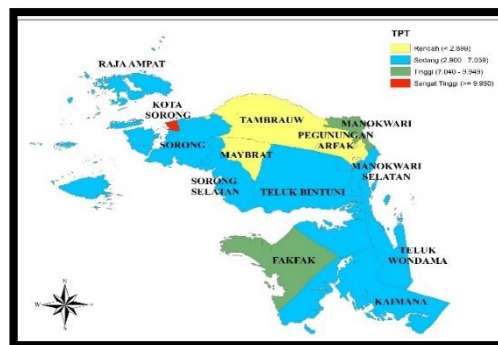 TPT
Rendah (< 2.899)
Sedang (2.900 - 7.039)
Tinggi (7.040 - 9.949)
Sangat Tinggi (>= 9.950)
RAJA AMPAT
KOTA
SORONG
TAMBRAUW
MANOKWARI
PEGUNUNGAN
ARFAK
SORONG
MAYBRAT
MANOKWARI
SELATAN
SORONG
SELATAN
TELUK BINTUNI
TELUK
WONDAMA
FAKFAK
KAIMANA
N
W
E
S